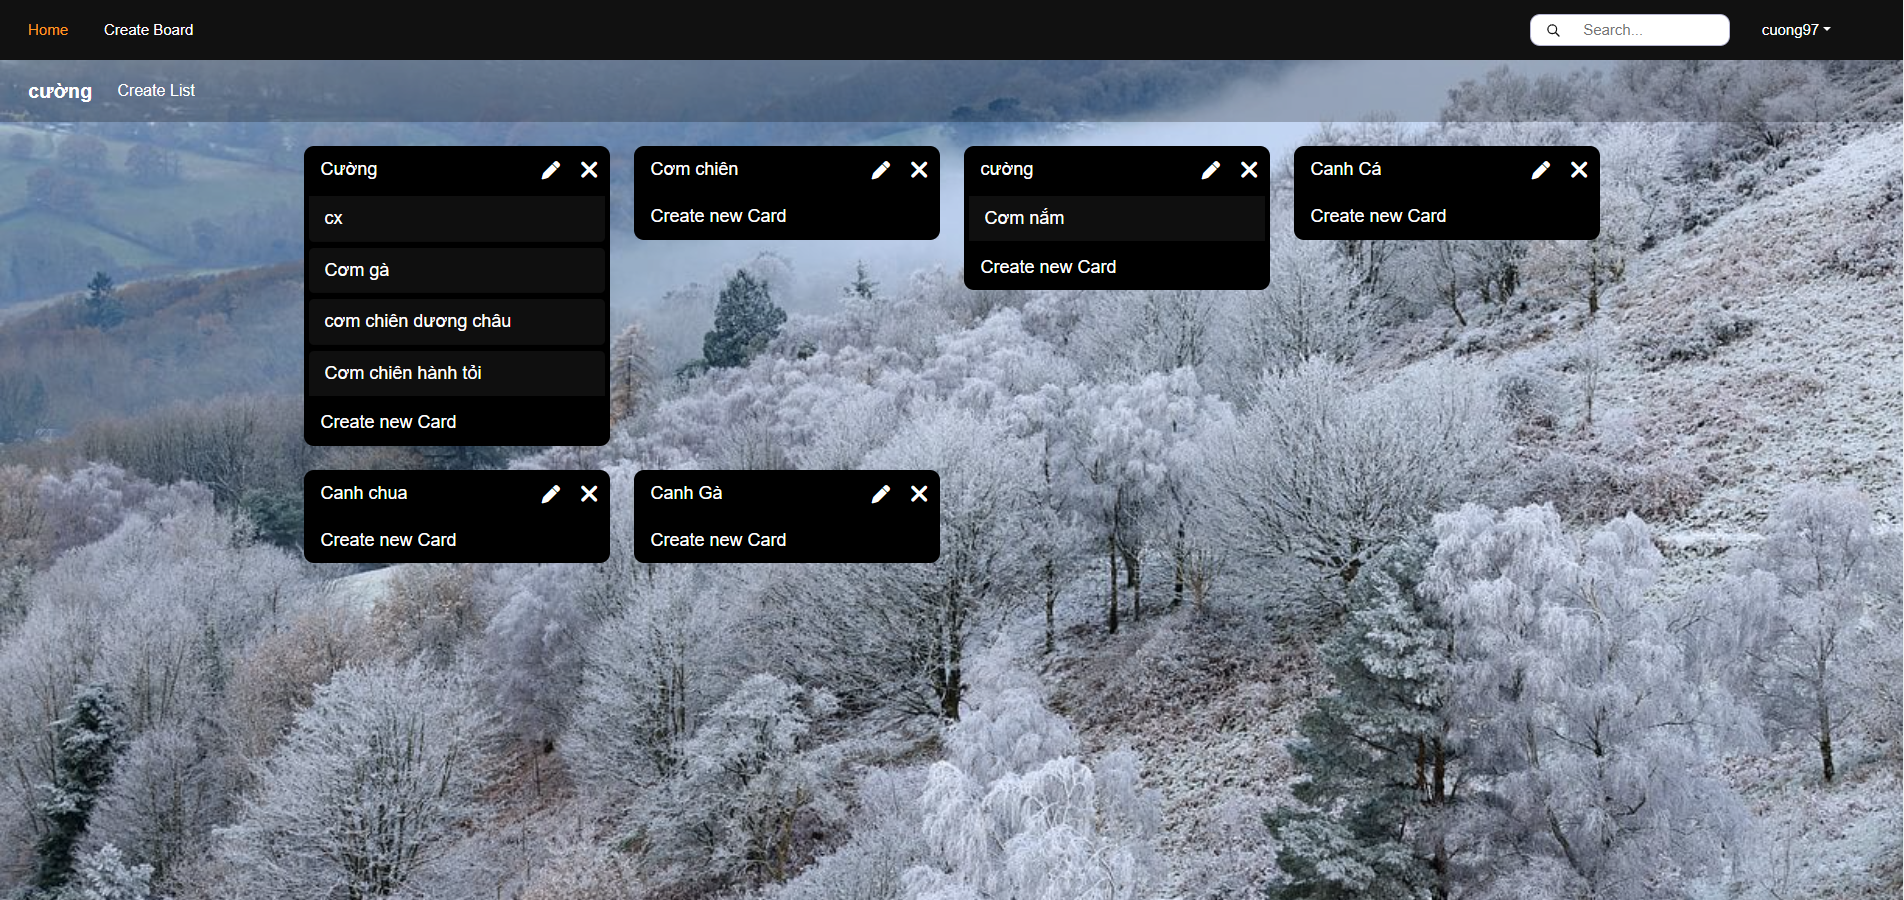 Home
Create Board
Search...
cuong97
cường
Create List
Cường
cx
Cơm gà
cơm chiên dương châu
Cơm chiên hành tỏi
Create new Card
Cơm chiên
Create new Card
cường
Cơm nắm
Create new Card
Canh Cá
Create new Card
Canh chua
Create new Card
Canh Gà
Create new Card